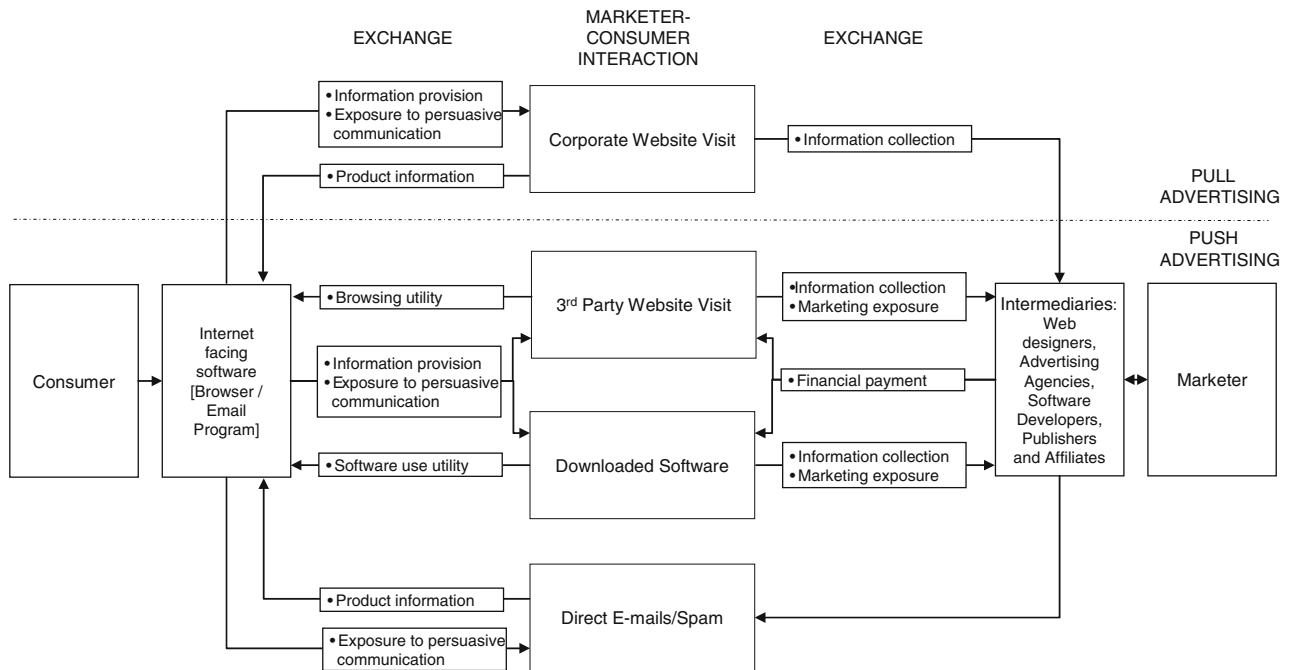 EXCHANGE
MARKETER-
CONSUMER
INTERACTION
EXCHANGE
• Information provision
• Exposure to persuasive
communication
Corporate Website Visit
• Information collection
• Product information
PULL
ADVERTISING
PUSH
ADVERTISING
Consumer
Internet
facing
software
[Browser /
Email
Program]
• Browsing utility
3rd Party Website Visit
• Information collection
• Marketing exposure
• Information provision
• Exposure to persuasive
communication
• Financial payment
• Software use utility
Downloaded Software
• Information collection
• Marketing exposure
Intermediaries:
Web
designers,
Advertising
Agencies,
Software
Developers,
Publishers
and Affiliates
Marketer
• Product information
Direct E-mails/Spam
• Exposure to persuasive
communication